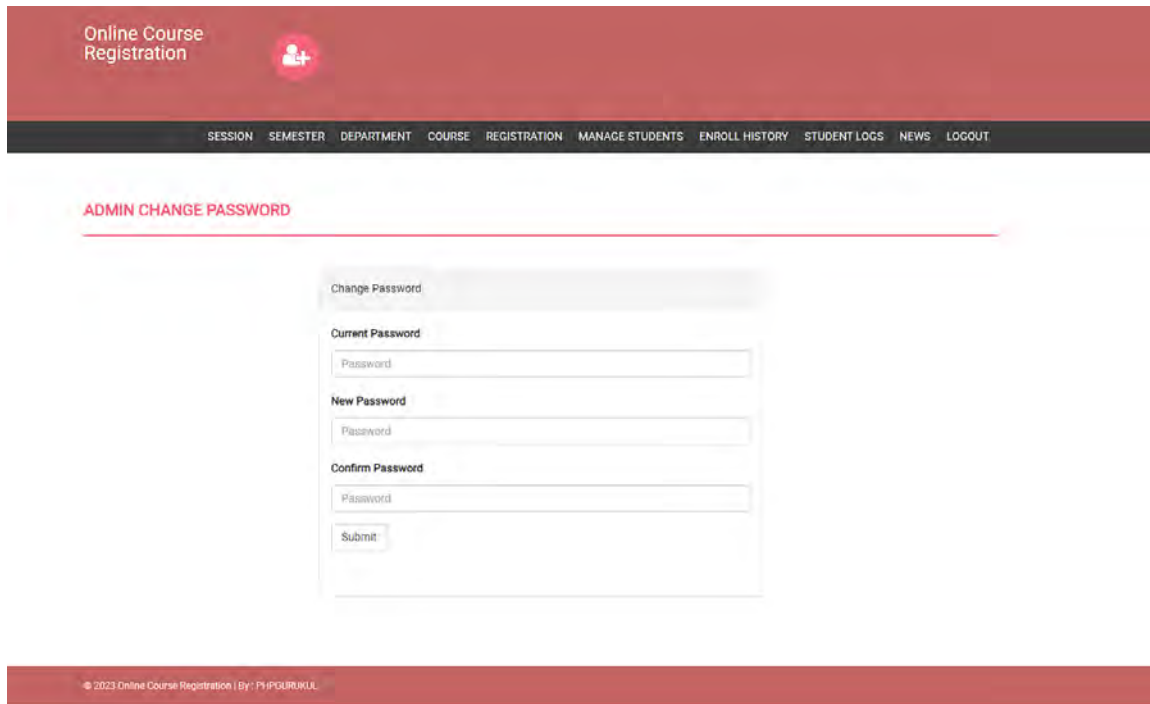 Online Course
Registration
SESSION SEMESTER DEPARTMENT COURSE REGISTRATION MANAGE STUDENTS ENROLL HISTORY STUDENT LOGS NEWS LOGOUT
ADMIN CHANGE PASSWORD
Change Password
Current Password
Password
New Password
Password
Confirm Password
Password
Submit
© 2023 Online Course Registration | By : PHPGURUKUL